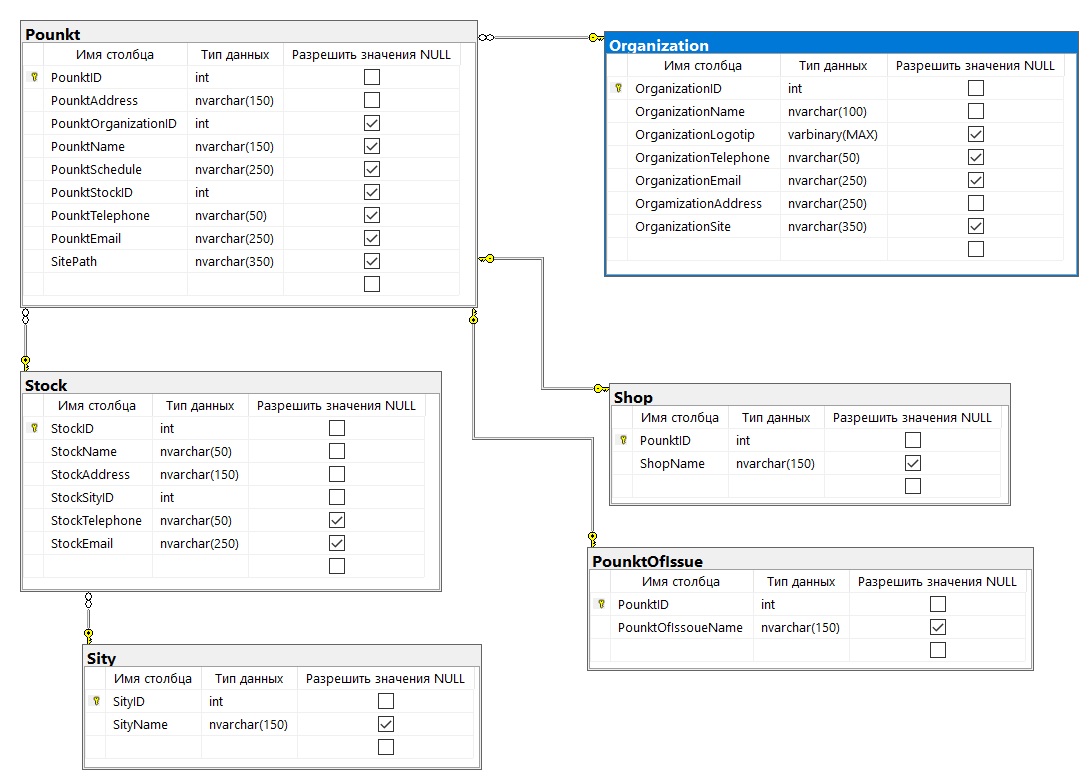 Pounkt
Имя столбца Тип данных Разрешить значения NULL
PounktID int
PounktAddress nvarchar(150)
PounktOrganizationID int
PounktName nvarchar(150)
PounktSchedule nvarchar(250)
PounktStockID int
PounktTelephone nvarchar(50)
PounktEmail nvarchar(250)
SitePath nvarchar(350)
Organization
Имя столбца Тип данных Разрешить значения NULL
OrganizationID int
OrganizationName nvarchar(100)
OrganizationLogotip varbinary(MAX)
OrganizationTelephone nvarchar(50)
OrganizationEmail nvarchar(250)
OrgamizationAddress nvarchar(250)
OrganizationSite nvarchar(350)
Stock
Имя столбца Тип данных Разрешить значения NULL
StockID int
StockName nvarchar(50)
StockAddress nvarchar(150)
StockSityID int
StockTelephone nvarchar(50)
StockEmail nvarchar(250)
Shop
Имя столбца Тип данных Разрешить значения NULL
PounktID int
ShopName nvarchar(150)
PounktOfIssue
Имя столбца Тип данных Разрешить значения NULL
PounktID int
PounktOfIssoueName nvarchar(150)
Sity
Имя столбца Тип данных Разрешить значения NULL
SityID int
SityName nvarchar(150)